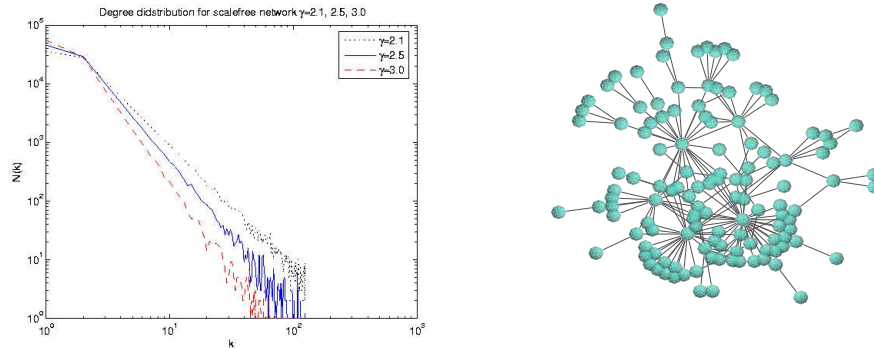 Degree didstribution for scalefree network γ=2.1, 2.5, 3.0
γ=2.1
γ=2.5
γ=3.0
N(k)
10^5
10^4
10^3
10^2
10^1
10^0
10^0 10^1 10^2 10^3
k